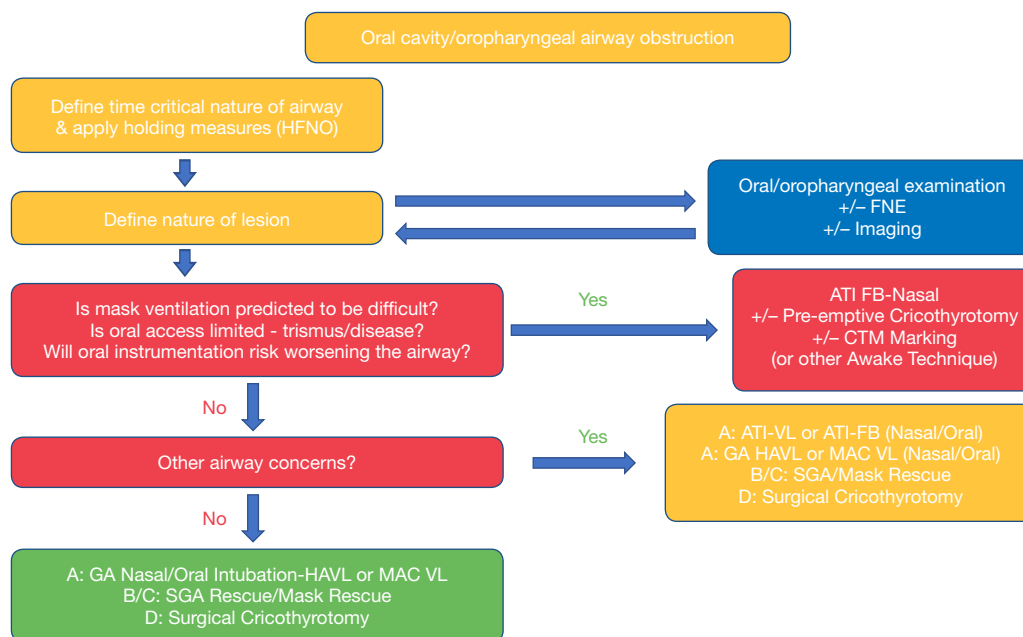 Oral cavity/oropharyngeal airway obstruction
Define time critical nature of airway
& apply holding measures (HFNO)
Define nature of lesion
Oral/oropharyngeal examination
+/– FNE
+/– Imaging
Is mask ventilation predicted to be difficult?
Is oral access limited - trismus/disease?
Will oral instrumentation risk worsening the airway?
Yes
ATI FB-Nasal
+/– Pre-emptive Cricothyrotomy
+/– CTM Marking
(or other Awake Technique)
No
Other airway concerns?
Yes
A: ATI-VL or ATI-FB (Nasal/Oral)
A: GA HAVL or MAC VL (Nasal/Oral)
B/C: SGA/Mask Rescue
D: Surgical Cricothyrotomy
No
A: GA Nasal/Oral Intubation-HAVL or MAC VL
B/C: SGA Rescue/Mask Rescue
D: Surgical Cricothyrotomy